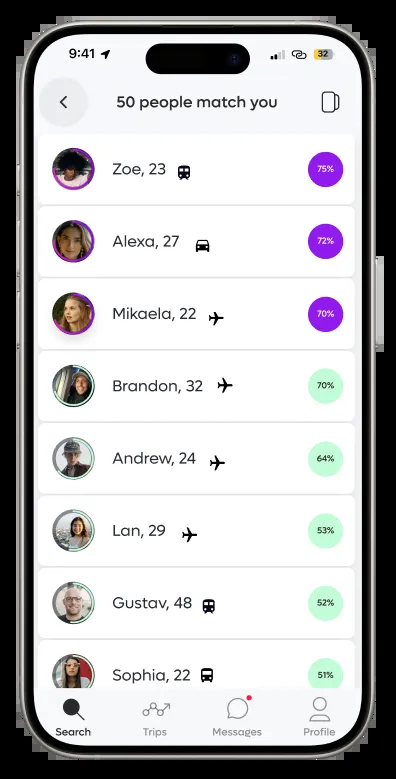 9:41
32
50 people match you
Zoe, 23
75%
Alexa, 27
72%
Mikaela, 22
70%
Brandon, 32
70%
Andrew, 24
64%
Lan, 29
53%
Gustav, 48
52%
Sophia, 22
51%
Search Trips Messages Profile